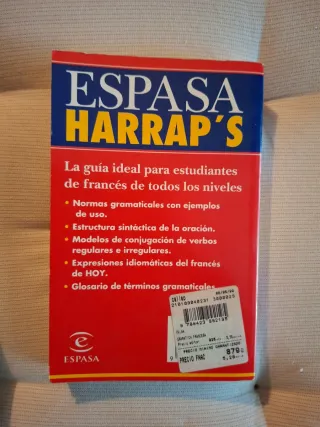 ESPASA
HARRAP'S
La guía ideal para estudiantes
de francés de todos los niveles
• Normas gramaticales con ejemplos
de uso.
• Estructura sintáctica de la oración.
• Modelos de conjugación de verbos
regulares e irregulares.
• Expresiones idiomáticas del francés
de HOY.
• Glosario de términos gramaticales
e
ESPASA
PRECIO FNAC